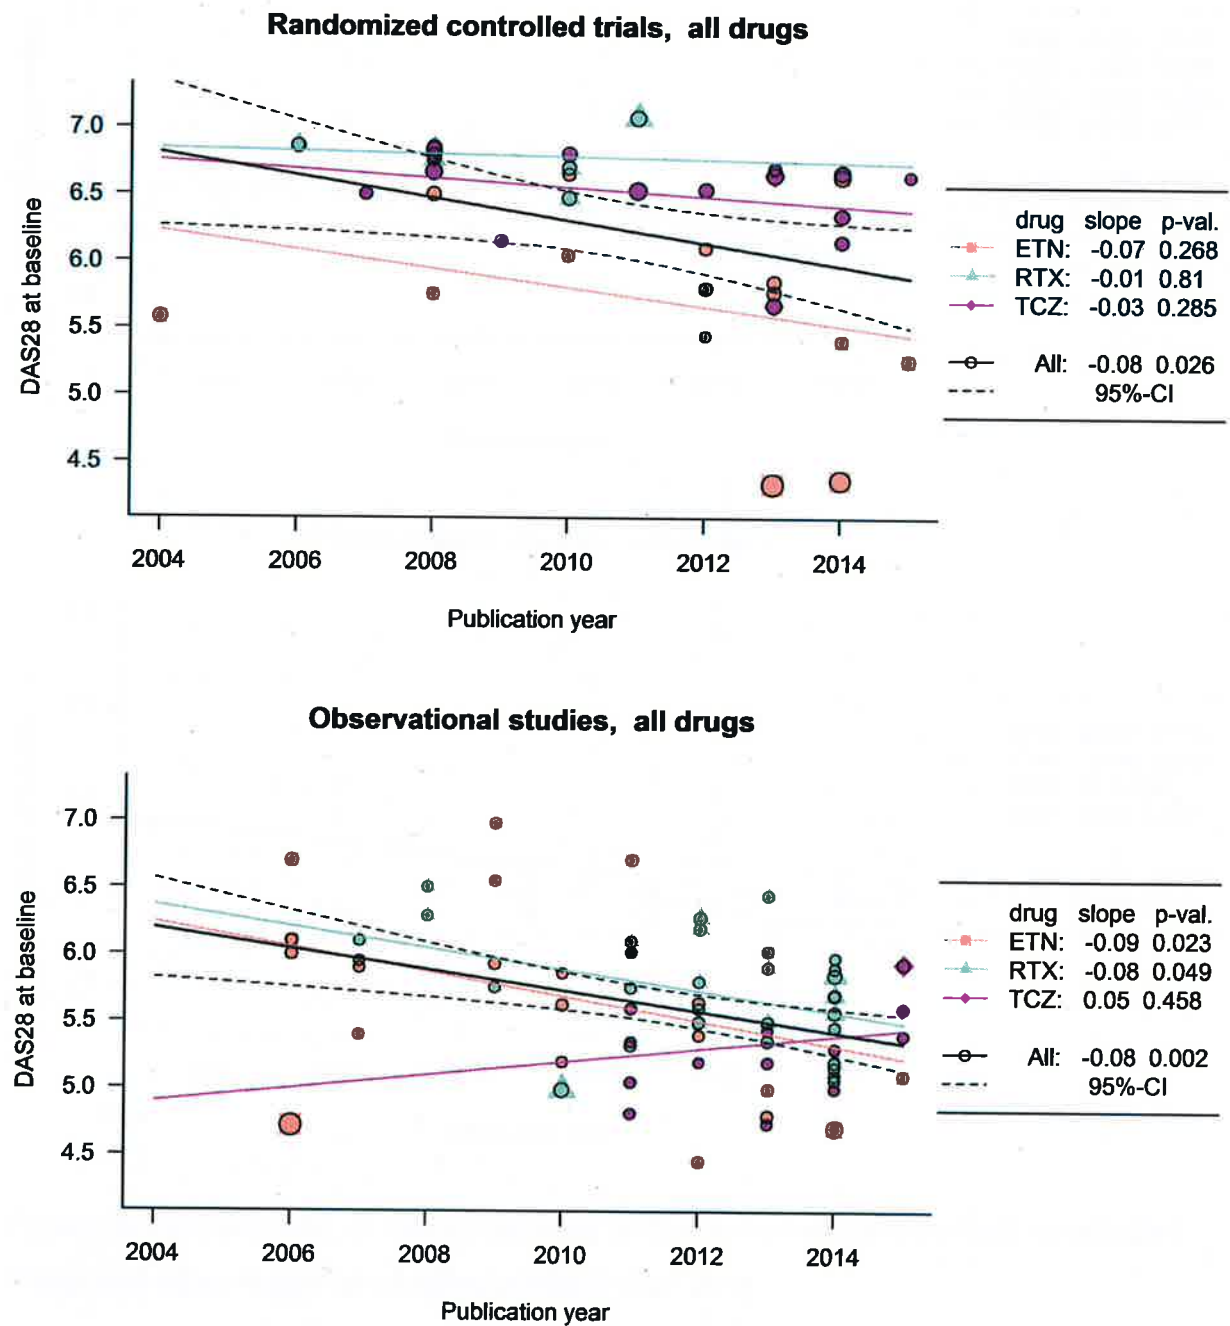 Randomized controlled trials, all drugs
7.0
6.5
6.0
5.5
5.0
4.5
DAS28 at baseline
2004 2006 2008 2010 2012 2014
Publication year
drug slope p-val.
ETN: -0.07 0.268
RTX: -0.01 0.81
TCZ: -0.03 0.285
All: -0.08 0.026
95%-CI
Observational studies, all drugs
7.0
6.5
6.0
5.5
5.0
4.5
DAS28 at baseline
2004 2006 2008 2010 2012 2014
Publication year
drug slope p-val.
ETN: -0.09 0.023
RTX: -0.08 0.049
TCZ: 0.05 0.458
All: -0.08 0.002
95%-CI